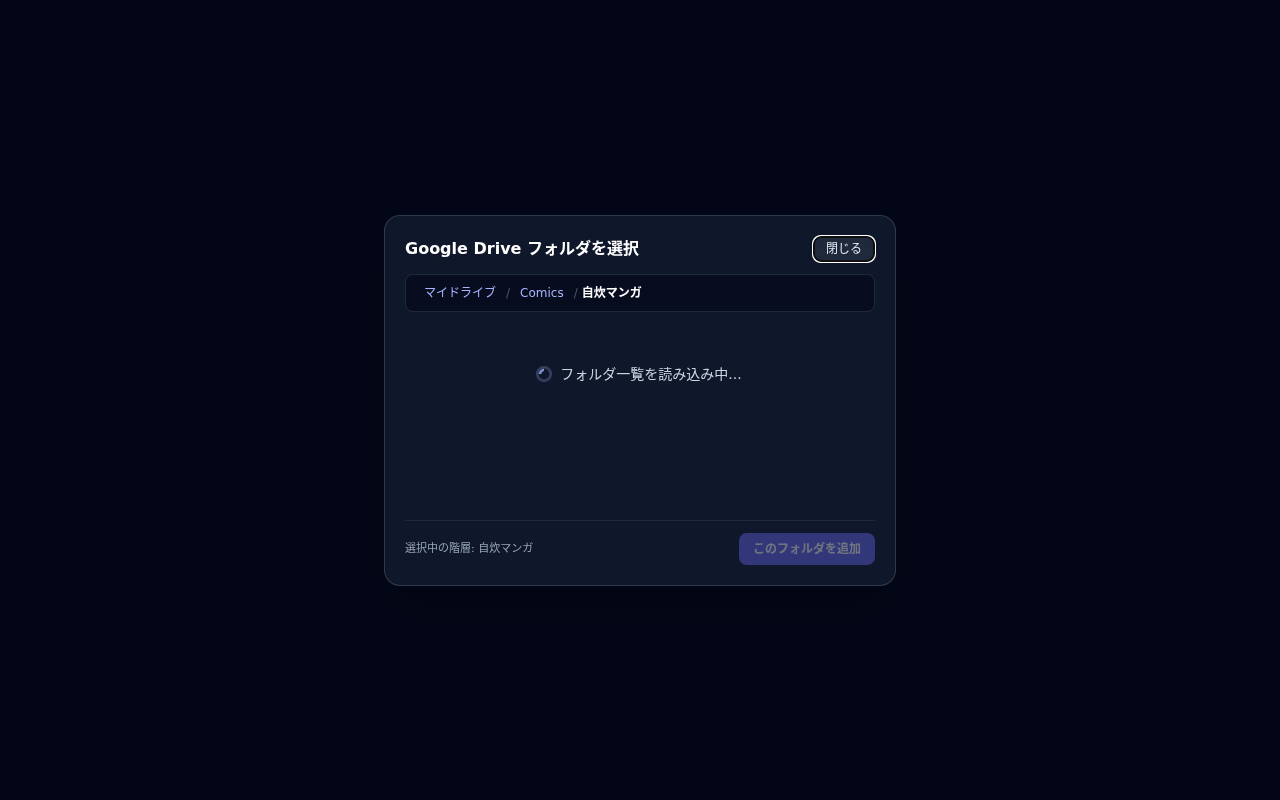 Google Drive フォルダを選択 閉じる
マイドライブ / Comics / 自炊マンガ
フォルダ一覧を読み込み中...
選択中の階層: 自炊マンガ このフォルダを追加